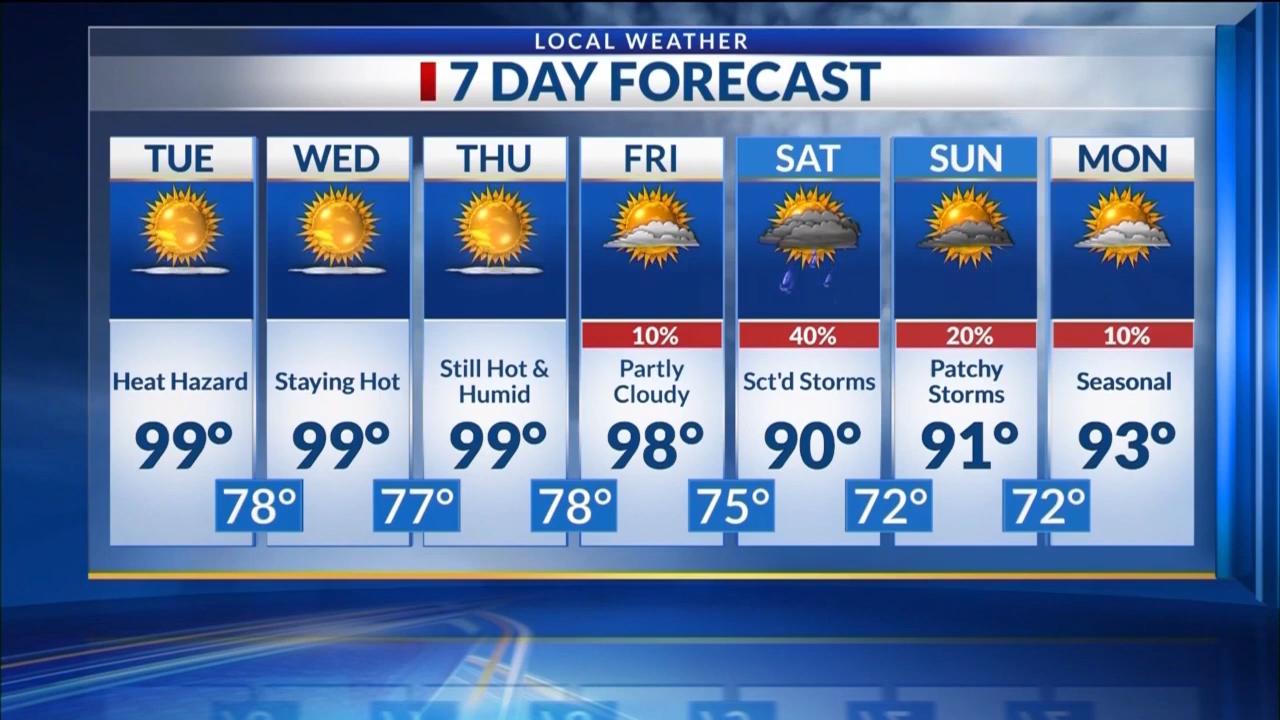 LOCAL WEATHER
7 DAY FORECAST
TUE WED THU FRI SAT SUN MON
10% 40% 20% 10%
Heat Hazard
Staying Hot
Still Hot &
Humid
Partly
Cloudy
Sct'd Storms
Patchy
Storms
Seasonal
99° 99° 99° 98° 90° 91° 93°
78° 77° 78° 75° 72° 72°